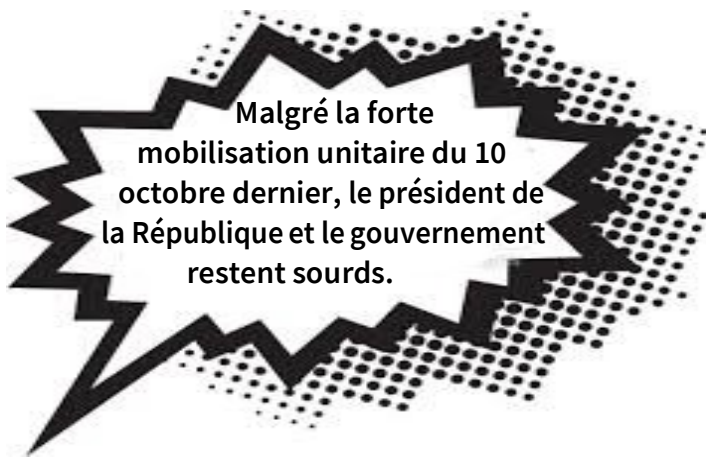 Malgré la forte
mobilisation unitaire du 10
octobre dernier, le président de
la République et le gouvernement
restent sourds.